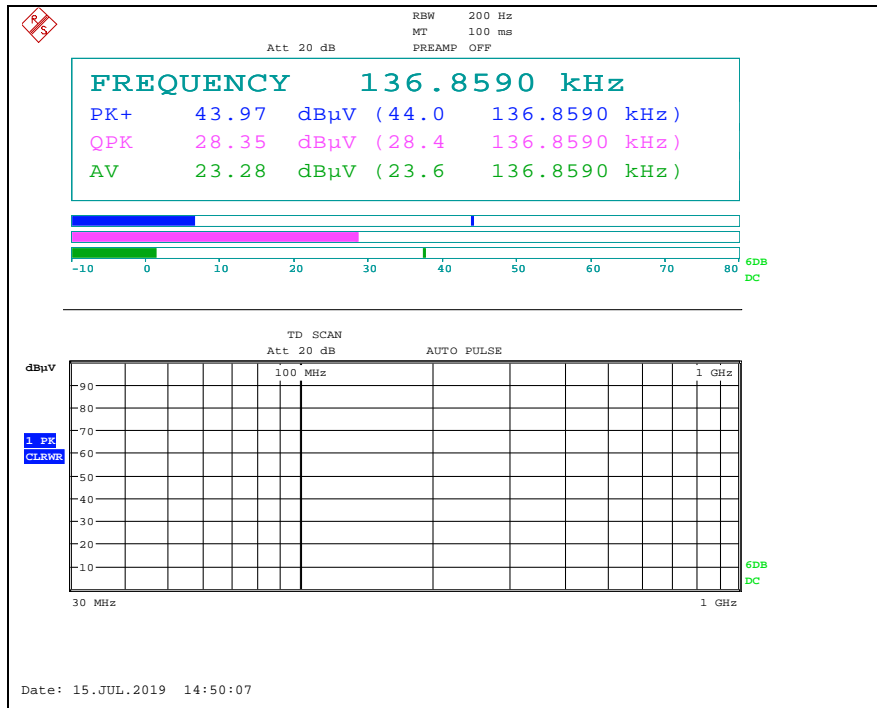 R S
RBW 200 Hz
MT 100 ms
Att 20 dB PREAMP OFF
FREQUENCY 136.8590 kHz
PK+ 43.97 dBµV (44.0 136.8590 kHz)
QPK 28.35 dBµV (28.4 136.8590 kHz)
AV 23.28 dBµV (23.6 136.8590 kHz)
-10 0 10 20 30 40 50 60 70 80
6DB
DC
TD SCAN
Att 20 dB AUTO PULSE
dBµV
100 MHz 1 GHz
90
80
70
1 PK
CLRWR
60
50
40
30
20
10
6DB
DC
30 MHz 1 GHz
Date: 15.JUL.2019 14:50:07